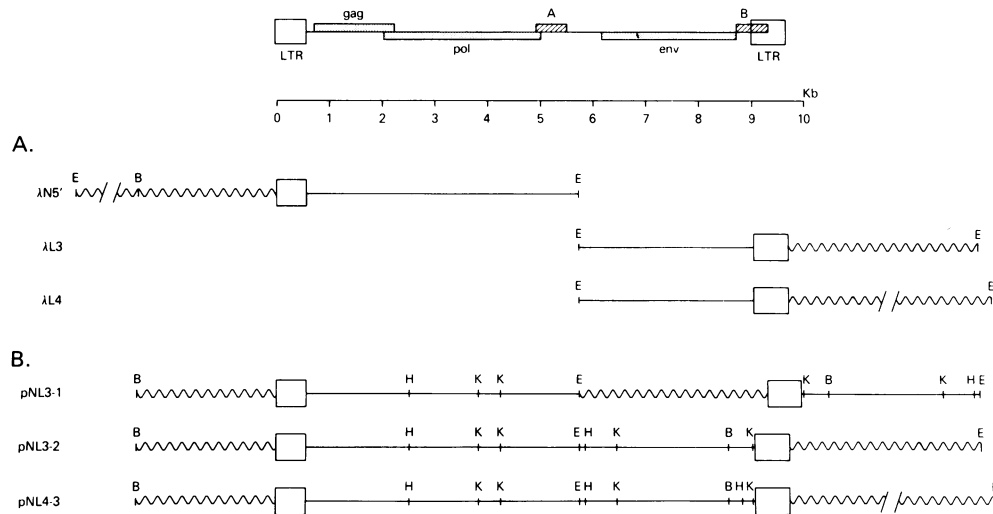 gag A B
LTR pol env LTR
Kb
0 1 2 3 4 5 6 7 8 9 10
A.
E B E
λN5'
E E
λL3
E E
λL4
B.
B H K K E K B K H E
pNL3-1
B H K K E H K B K E
pNL3-2
B H K K E H K B H K
pNL4-3